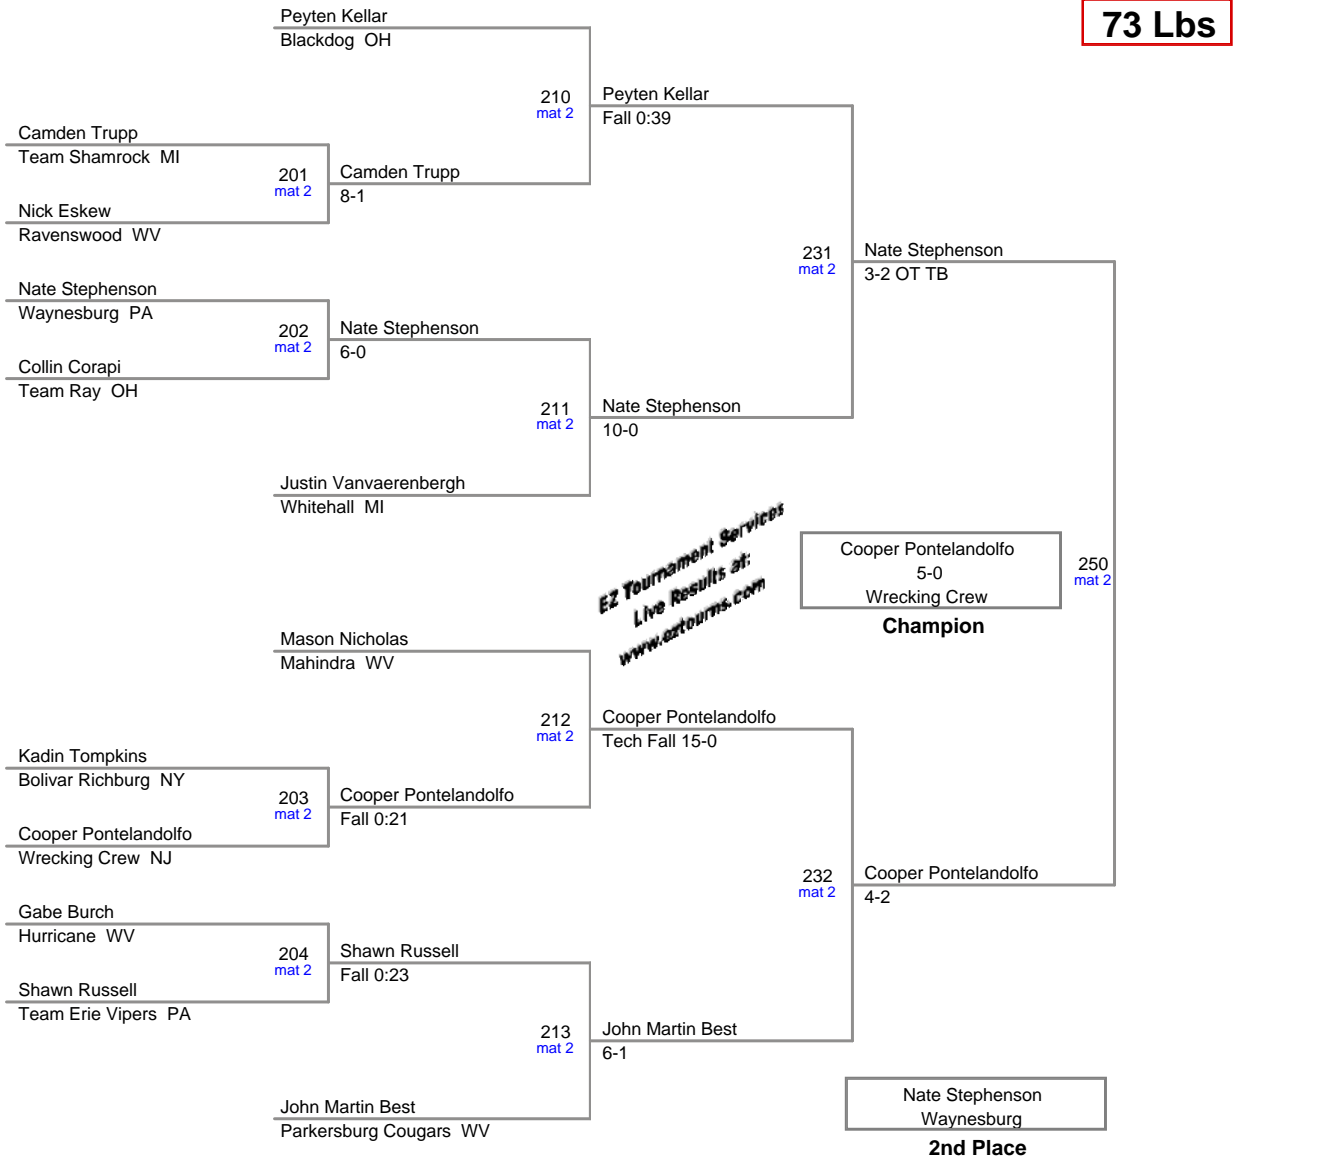 73 Lbs
Peyten Kellar
Blackdog  OH
210
mat 2
Peyten Kellar
Fall 0:39
Camden Trupp
Team Shamrock  MI
201
mat 2
Camden Trupp
8-1
Nick Eskew
Ravenswood  WV
231
mat 2
Nate Stephenson
3-2 OT TB
Nate Stephenson
Waynesburg  PA
202
mat 2
Nate Stephenson
6-0
Collin Corapi
Team Ray  OH
211
mat 2
Nate Stephenson
10-0
Justin Vanvaerenbergh
Whitehall  MI
EZ Tournament Services
Live Results at:
www.eztourns.com
Cooper Pontelandolfo
5-0
Wrecking Crew
Champion
250
mat 2
Mason Nicholas
Mahindra  WV
212
mat 2
Cooper Pontelandolfo
Tech Fall 15-0
Kadin Tompkins
Bolivar Richburg  NY
203
mat 2
Cooper Pontelandolfo
Fall 0:21
Cooper Pontelandolfo
Wrecking Crew  NJ
232
mat 2
Cooper Pontelandolfo
4-2
Gabe Burch
Hurricane  WV
204
mat 2
Shawn Russell
Fall 0:23
Shawn Russell
Team Erie Vipers  PA
213
mat 2
John Martin Best
6-1
John Martin Best
Parkersburg Cougars  WV
Nate Stephenson
Waynesburg
2nd Place